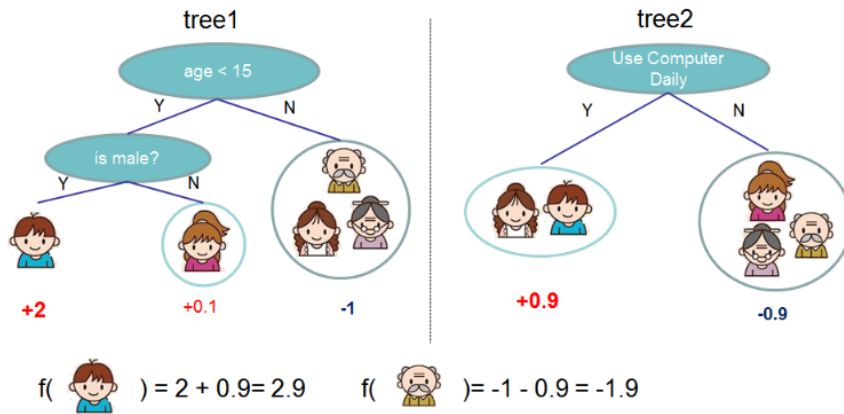 tree1
tree2
age < 15
Use Computer
Daily
Y
N
Y
N
is male?
Y
N
+2
+0.1
-1
+0.9
-0.9
f( ) = 2 + 0.9= 2.9
f( )= -1 - 0.9 = -1.9